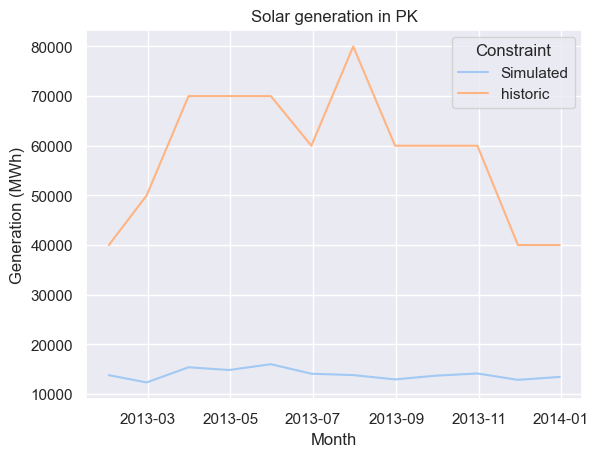 Solar generation in PK
Constraint
Simulated
historic
Generation (MWh)
80000
70000
60000
50000
40000
30000
20000
10000
2013-03 2013-05 2013-07 2013-09 2013-11 2014-01
Month